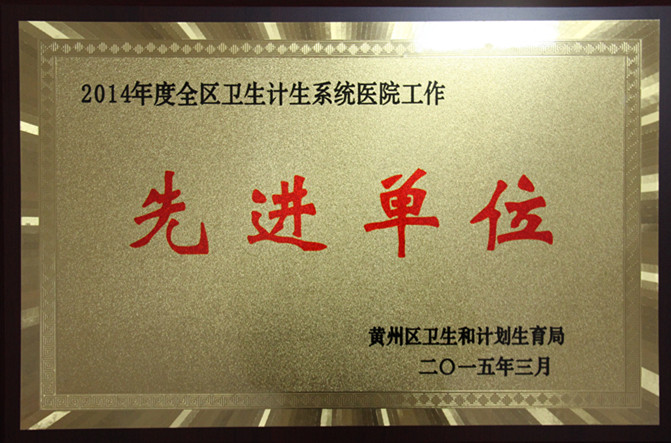 2014年度全区卫生计生系统医院工作
先进单位
黄州区卫生和计划生育局
二〇一五年三月